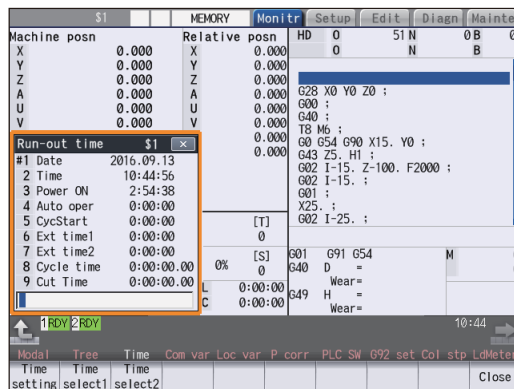 $1 MEMORY Monitr Setup Edit Diagn Mainte
Machine posn Relative posn HD O 51 N 0 B
O N B
X 0.000 X 0.000
Y 0.000 Y 0.000
Z 0.000 Z 0.000
A 0.000 A 0.000
U 0.000 U 0.000
V 0.000 V 0.000
0.000
0.000
G28 X0 Y0 Z0 ;
G00 ;
G40 ;
T8 M6 ;
G0 G54 G90 X15. Y0 ;
G43 Z5. H1 ;
G02 I-15. Z-100. F2000 ;
G02 I-15. ;
G01 ;
X25. ;
G02 I-25. ;
Run-out time $1 ×
#1 Date 2016.09.13
2 Time 10:44:56
3 Power ON 2:54:38
4 Auto oper 0:00:00
5 CycStart 0:00:00
6 Ext time1 0:00:00
7 Ext time2 0:00:00
8 Cycle time 0:00:00.00
9 Cut Time 0:00:00.00
[T]
0
[S]
0% 0
L 0:00:00
C 0:00:00
G01 G91 G54 M
G40 D =
Wear=
G49 H =
Wear=
1 RDY 2 RDY 10:44
Modal Tree Time Com var Loc var P corr PLC SW G92 set Col stp LdMeter
Time setting Time select1 Time select2 Close